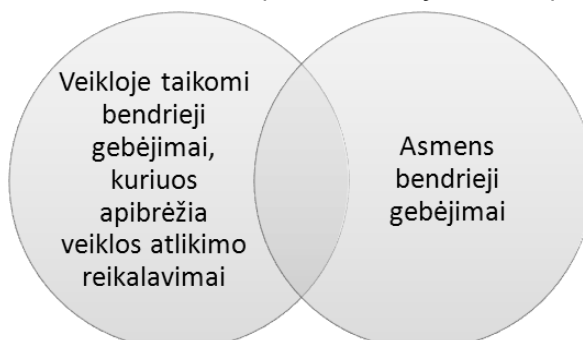 Veikloje taikomi
bendrieji
gebėjimai,
kuriuos
apibrėžia
veiklos atlikimo
reikalavimai
Asmens
bendrieji
gebėjimai